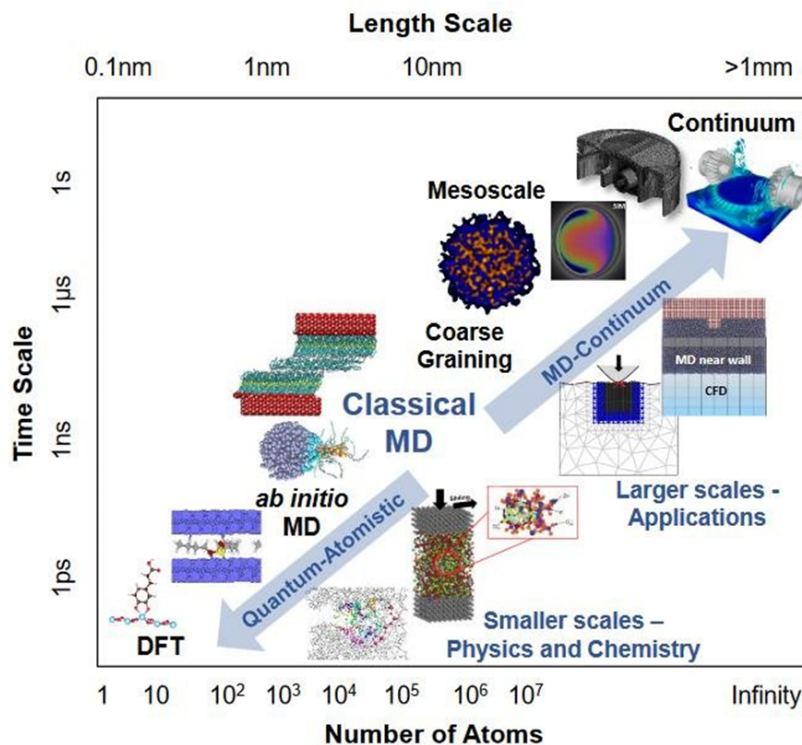 Length Scale
0.1nm 1nm 10nm >1mm
Continuum
1s
Mesoscale
SIM
1µs
Coarse
Graining
MD-Continuum
MD near wall
CFD
Time Scale
Classical
MD
1ns
ab initio
MD
Larger scales -
Applications
Quantum-Atomistic
1ps
Smaller scales –
Physics and Chemistry
DFT
1 10 10² 10³ 10⁴ 10⁵ 10⁶ 10⁷ Infinity
Number of Atoms